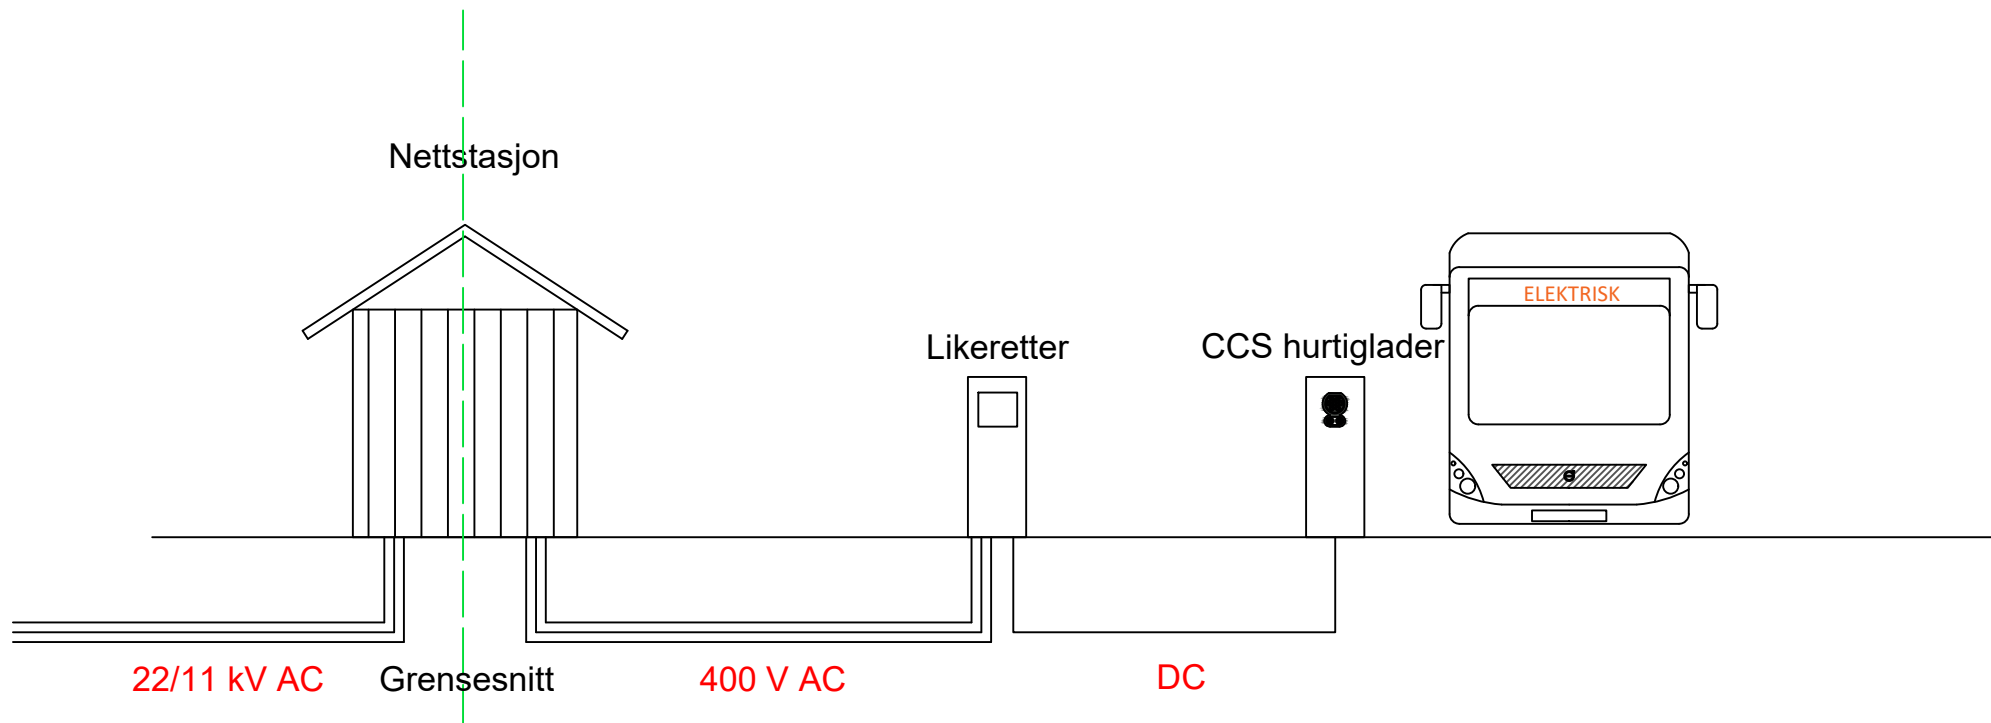 Nettstasjon
ELEKTRISK
Likeretter
CCS hurtiglader
22/11 kV AC
Grensesnitt
400 V AC
DC